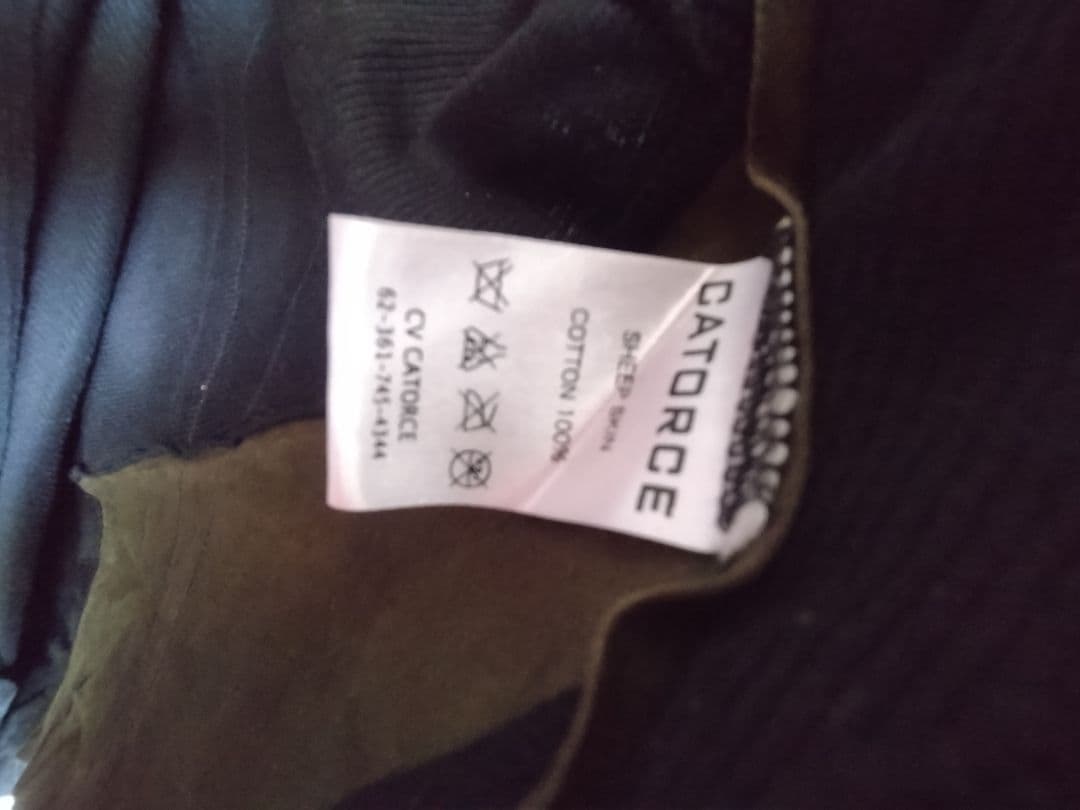 CATORCE
SHEEP SKIN
COTTON 100%
CV CATORCE
62-361-745-4344